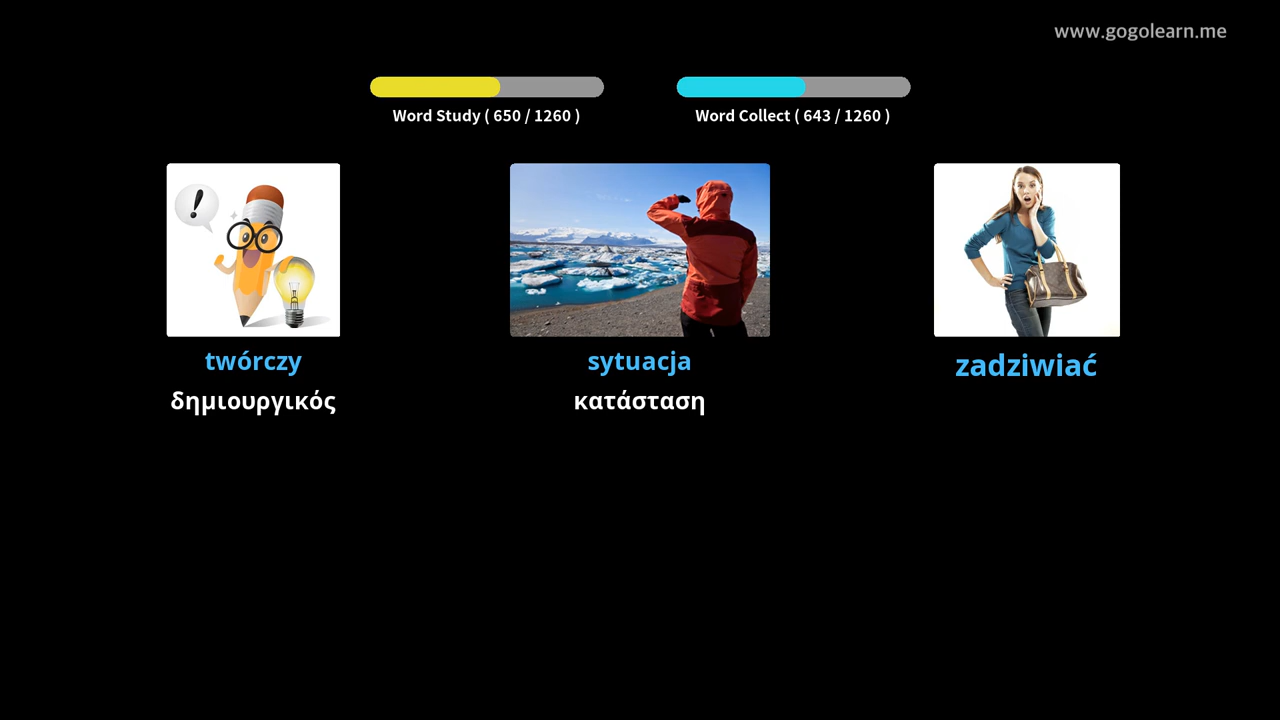 www.gogolearn.me
Word Study ( 650 / 1260 )
Word Collect ( 643 / 1260 )
!
twórczy
δημιουργικός
sytuacja
κατάσταση
zadziwiać